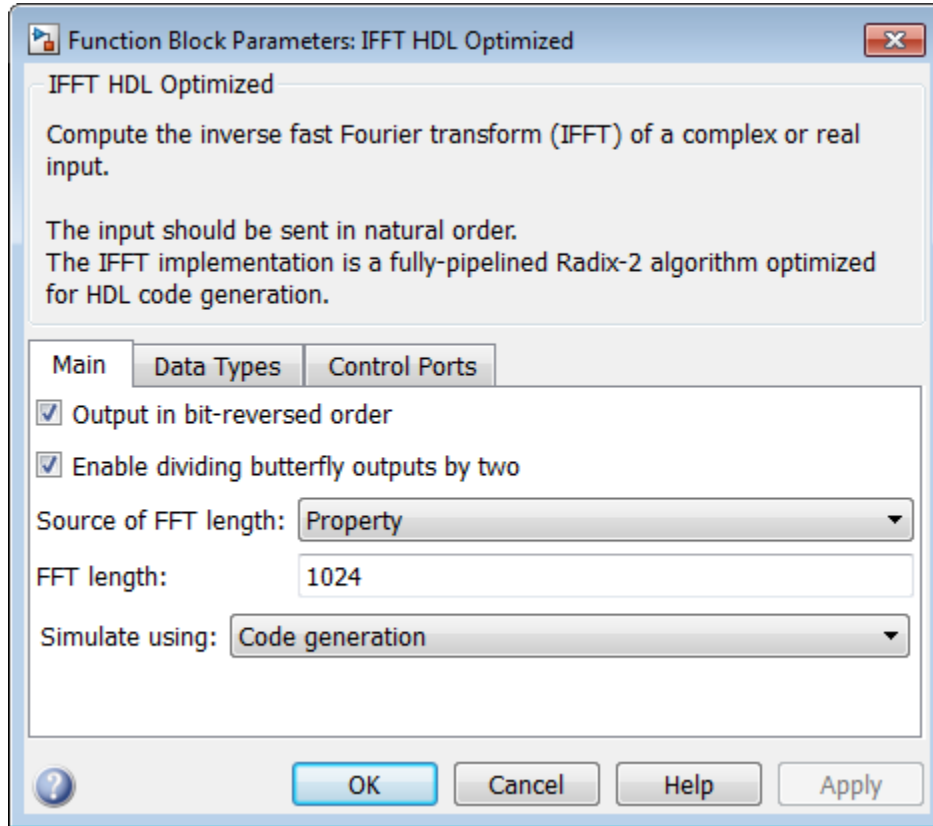 Function Block Parameters: IFFT HDL Optimized
IFFT HDL Optimized
Compute the inverse fast Fourier transform (IFFT) of a complex or real
input.
The input should be sent in natural order.
The IFFT implementation is a fully-pipelined Radix-2 algorithm optimized
for HDL code generation.
Main Data Types Control Ports
Output in bit-reversed order
Enable dividing butterfly outputs by two
Source of FFT length: Property
FFT length: 1024
Simulate using: Code generation
? OK Cancel Help Apply